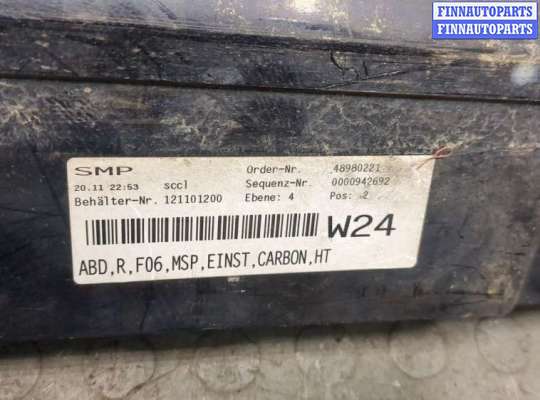 FINNAUTOPARTS
FINNAUTOPARTS
SMP Order-Nr. 48980221
20.11 22:53 sccl Sequenz-Nr. 0000942692
Behälter-Nr. 121101200 Ebene: 4 Pos: 2
W24
ABD,R,F06,MSP,EINST,CARBON,HT